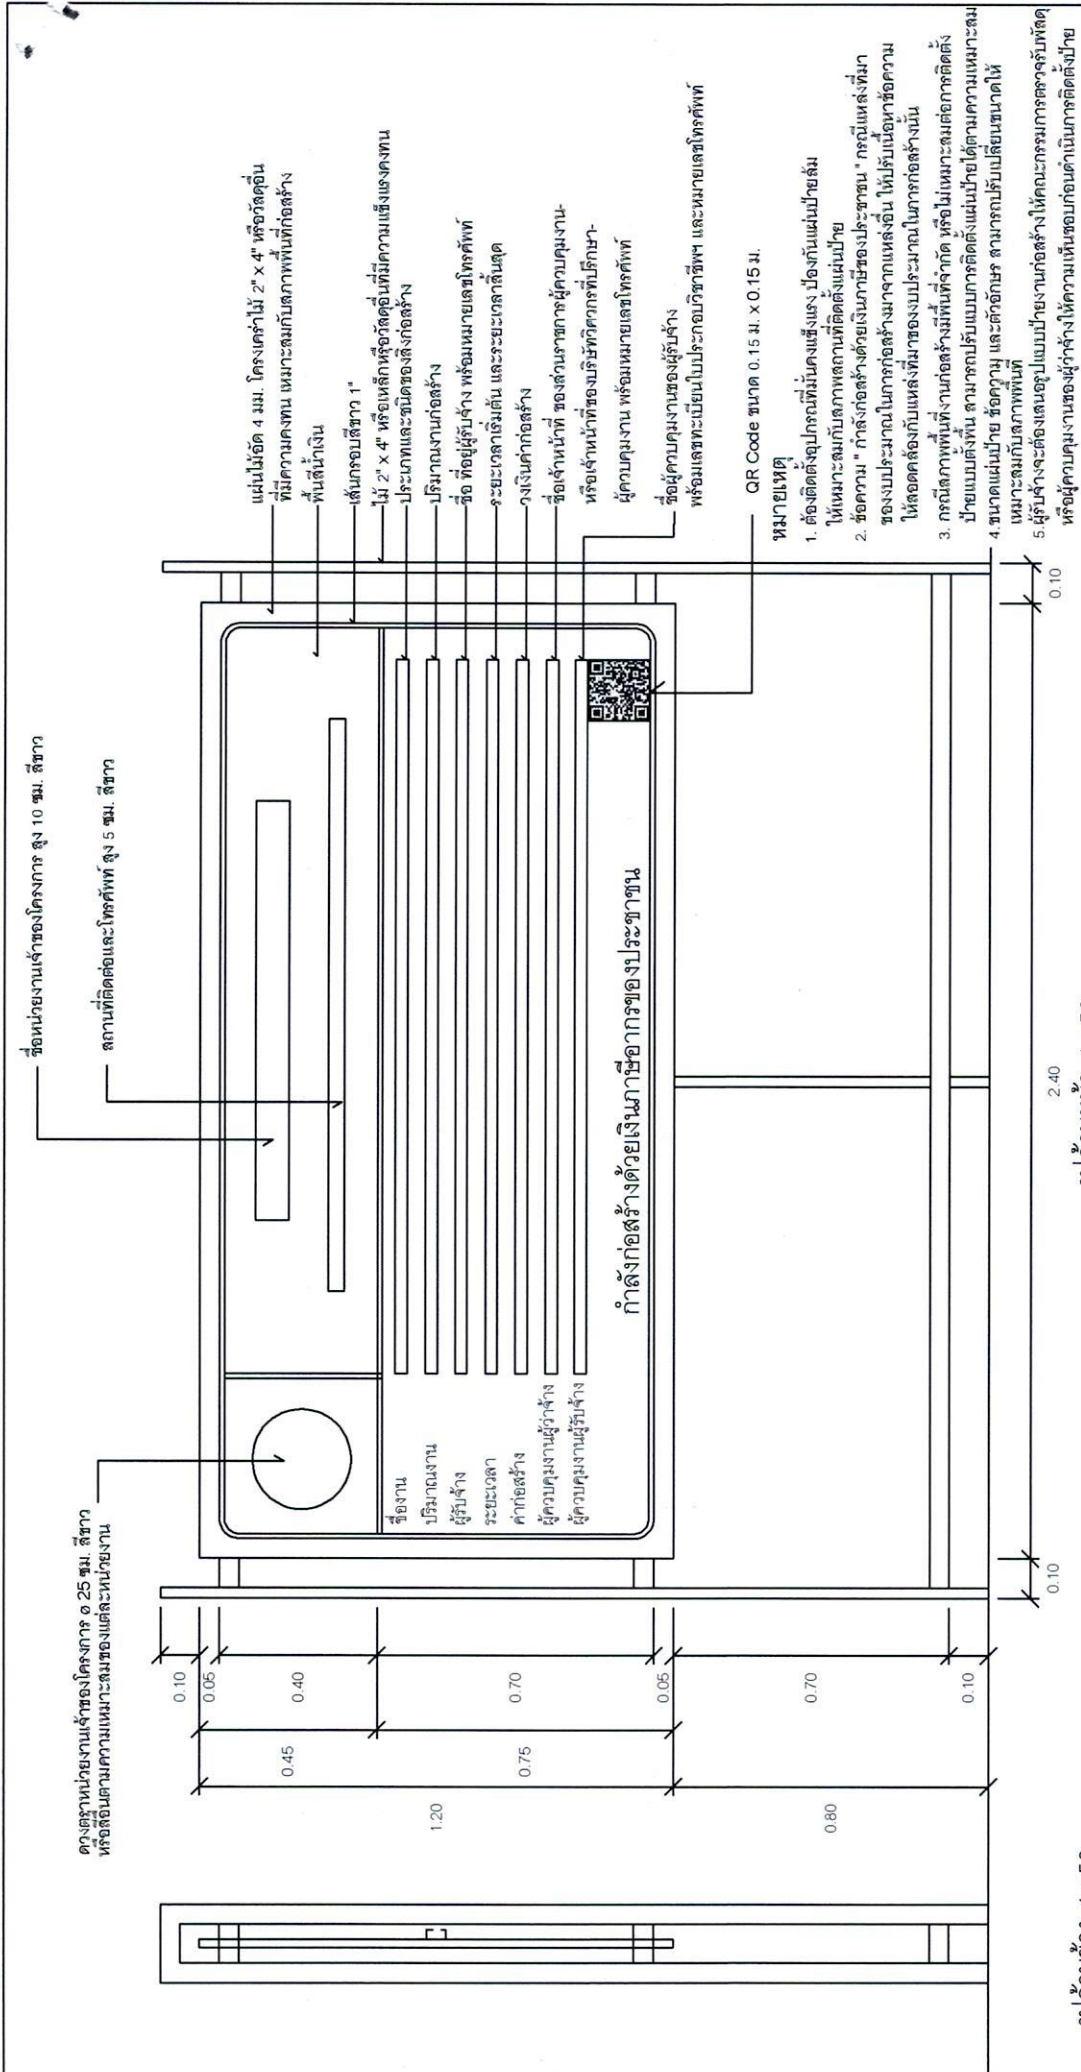 ชื่อหน่วยงานเจ้าของโครงการ สูง 10 ซม. สีขาว
สถานที่ติดต่อและโทรศัพท์ สูง 5 ซม. สีขาว
ดวงตราหน่วยงานเจ้าของโครงการ ø 25 ซม. สีขาว
หรือสีอื่นตามความเหมาะสมของแต่ละหน่วยงาน
แผ่นไม้อัด 4 มม. โครงเคร่าไม้ 2" x 4" หรือวัสดุอื่น
ที่มีความคงทน เหมาะสมกับสภาพพื้นที่ก่อสร้าง
พื้นสีน้ำเงิน
เส้นกรอบสีขาว 1"
ไม้ 2" x 4" หรือเหล็กหรือวัสดุอื่นที่มีความแข็งแรงคงทน
ประเภทและชนิดของสิ่งก่อสร้าง
ปริมาณงานก่อสร้าง
ชื่อ ที่อยู่ผู้รับจ้าง พร้อมหมายเลขโทรศัพท์
ระยะเวลาเริ่มต้น และระยะเวลาสิ้นสุด
วงเงินค่าก่อสร้าง
ชื่อเจ้าหน้าที่ ของส่วนราชการผู้ควบคุมงาน-
หรือเจ้าหน้าที่ของบริษัทวิศวกรที่ปรึกษา-
ผู้ควบคุมงาน พร้อมหมายเลขโทรศัพท์
ชื่อผู้ควบคุมงานของผู้รับจ้าง
พร้อมเลขทะเบียนใบประกอบวิชาชีพฯ และหมายเลขโทรศัพท์
QR Code ขนาด 0.15 ม. x 0.15 ม.
ชื่องาน
ปริมาณงาน
ผู้รับจ้าง
ระยะเวลา
ค่าก่อสร้าง
ผู้ควบคุมงานผู้ว่าจ้าง
ผู้ควบคุมงานผู้รับจ้าง
กำลังก่อสร้างด้วยเงินภาษีอากรของประชาชน
หมายเหตุ
1. ต้องติดตั้งอุปกรณ์ที่มั่นคงแข็งแรง ป้องกันแผ่นป้ายล้ม
ให้เหมาะสมกับสภาพสถานที่ติดตั้งแผ่นป้าย
2. ข้อความ " กำลังก่อสร้างด้วยเงินภาษีของประชาชน " กรณีแหล่งที่มา
ของงบประมาณในการก่อสร้างมาจากแหล่งอื่น ให้ปรับเนื้อหาข้อความ
ให้สอดคล้องกับแหล่งที่มาของงบประมาณในการก่อสร้างนั้น
3. กรณีสภาพพื้นที่งานก่อสร้างมีพื้นที่จำกัด หรือไม่เหมาะสมต่อการติดตั้ง
ป้ายแบบตั้งพื้น สามารถปรับแบบการติดตั้งแผ่นป้ายได้ตามความเหมาะสม
4. ขนาดแผ่นป้าย ข้อความ และตัวอักษร สามารถปรับเปลี่ยนขนาดให้
เหมาะสมกับสภาพพื้นที่
5. ผู้รับจ้างจะต้องเสนอรูปแบบป้ายงานก่อสร้างให้คณะกรรมการตรวจรับพัสดุ
หรือผู้ควบคุมงานของผู้ว่าจ้างให้ความเห็นชอบก่อนดำเนินการติดตั้งป้าย
0.10
0.05
0.40
0.70
0.05
0.70
0.10
0.45
0.75
1.20
0.80
0.10
2.40
0.10